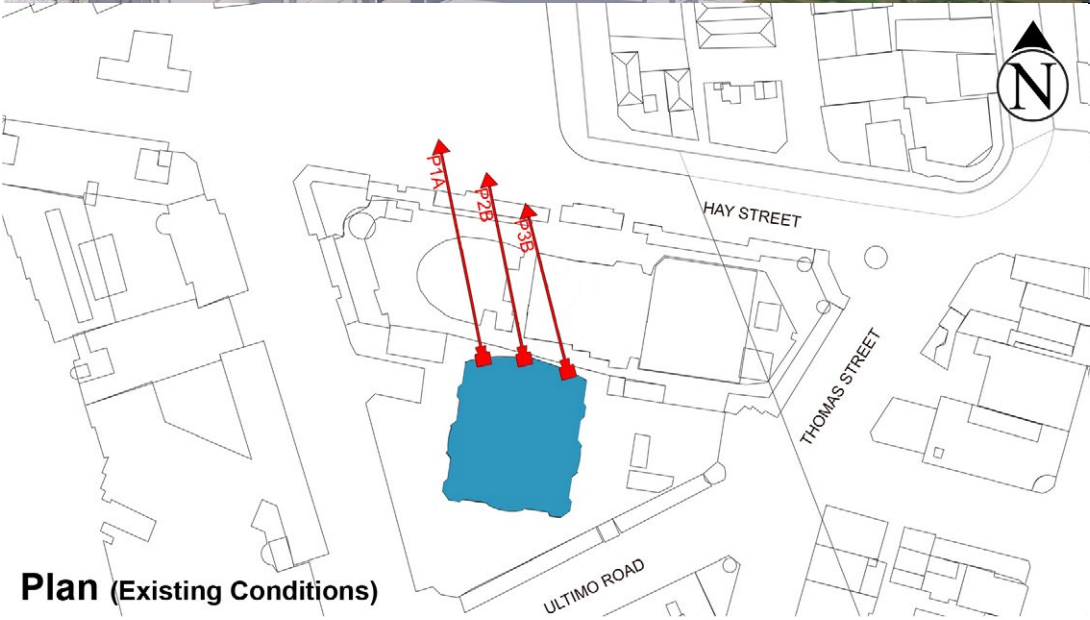 N
P1A
P2B
P3B
HAY STREET
THOMAS STREET
ULTIMO ROAD
Plan (Existing Conditions)